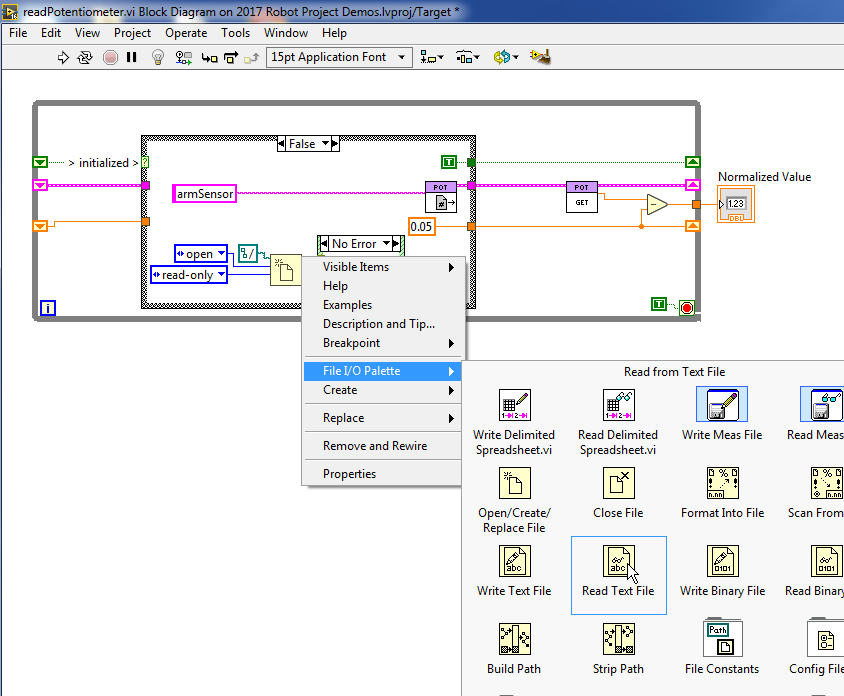 readPotentiometer.vi Block Diagram on 2017 Robot Project Demos.lvproj/Target *
File Edit View Project Operate Tools Window Help
15pt Application Font
False
> initialized > ?
T
Normalized Value
armSensor
POT
#
POT
GET
1.23
DBL
0.05
No Error
open
read-only
i
T
Visible Items
Help
Examples
Description and Tip...
Breakpoint
File I/O Palette
Create
Replace
Remove and Rewire
Properties
Read from Text File
Write Delimited
Spreadsheet.vi
Read Delimited
Spreadsheet.vi
Write Meas File
Read Meas
Open/Create/
Replace File
Close File
Format Into File
Scan From
abc
Write Text File
abc
Read Text File
0101
Write Binary File
0101
Read Binary
Build Path
Strip Path
Path
File Constants
Config File